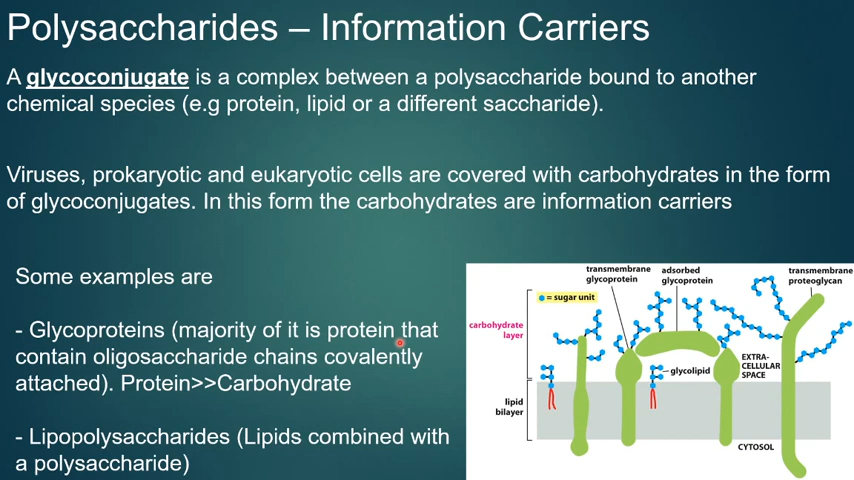 Polysaccharides – Information Carriers
A glycoconjugate is a complex between a polysaccharide bound to another
chemical species (e.g protein, lipid or a different saccharide).
Viruses, prokaryotic and eukaryotic cells are covered with carbohydrates in the form
of glycoconjugates. In this form the carbohydrates are information carriers
Some examples are
- Glycoproteins (majority of it is protein that
contain oligosaccharide chains covalently
attached). Protein>>Carbohydrate
- Lipopolysaccharides (Lipids combined with
a polysaccharide)
transmembrane
glycoprotein
adsorbed
glycoprotein
transmembrane
proteoglycan
= sugar unit
carbohydrate
layer
glycolipid
EXTRA-
CELLULAR
SPACE
lipid
bilayer
CYTOSOL